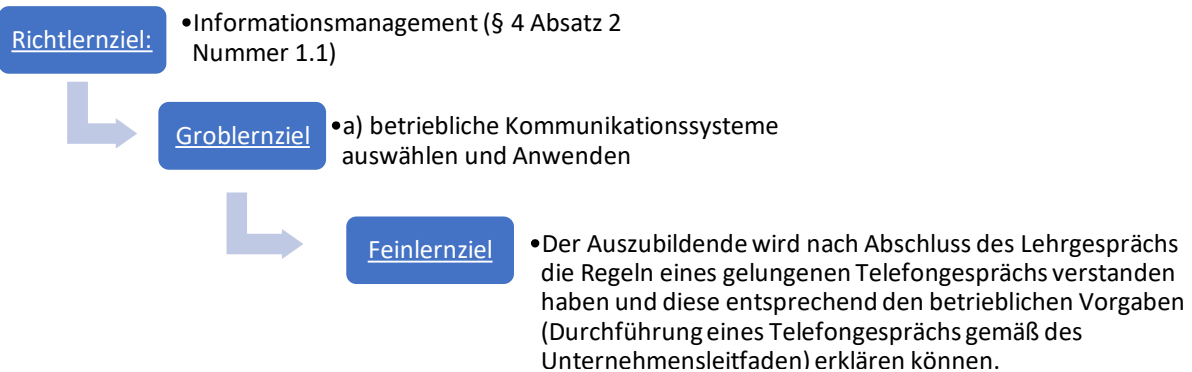 Richtlernziel:
•Informationsmanagement (§ 4 Absatz 2
Nummer 1.1)
Groblernziel
•a) betriebliche Kommunikationssysteme
auswählen und Anwenden
Feinlernziel
•Der Auszubildende wird nach Abschluss des Lehrgesprächs
die Regeln eines gelungenen Telefongesprächs verstanden
haben und diese entsprechend den betrieblichen Vorgaben
(Durchführung eines Telefongesprächs gemäß des
Unternehmensleitfaden) erklären können.